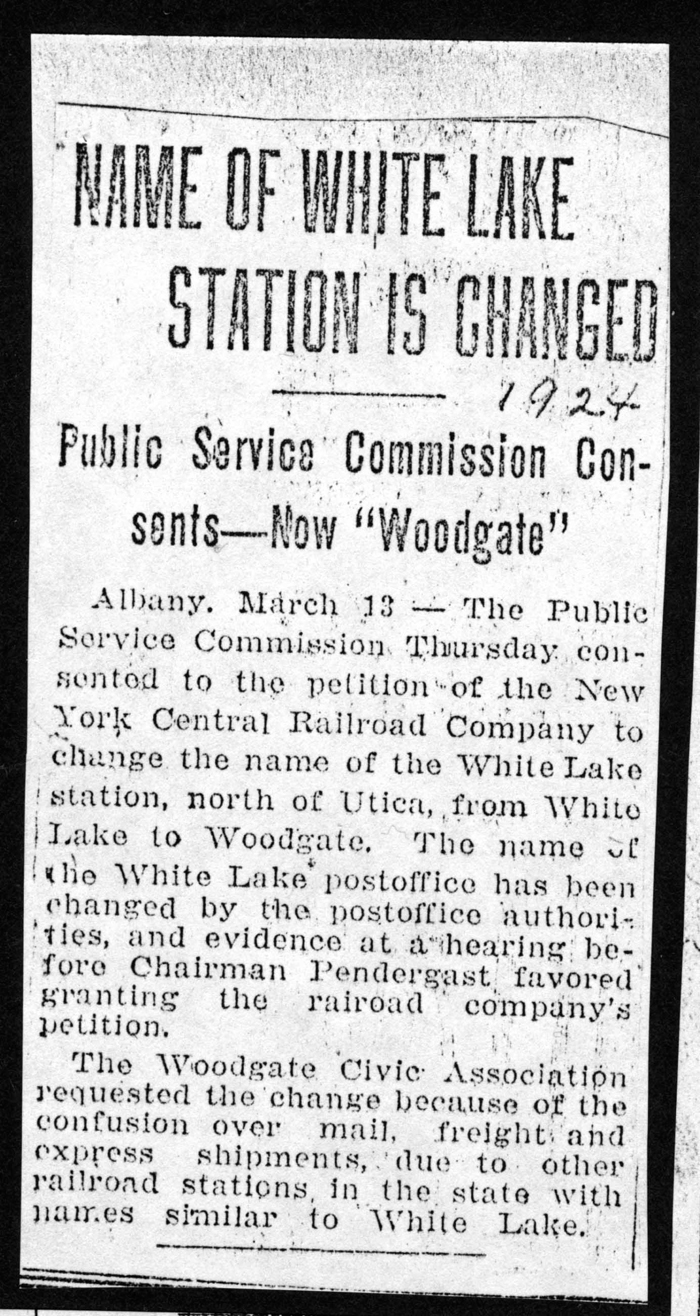 NAME OF WHITE LAKE
STATION IS CHANGED
1924
Public Service Commission Con-
sents—Now "Woodgate"
Albany. March 13 — The Public
Service Commission Thursday con-
sented to the petition of the New
York Central Railroad Company to
change the name of the White Lake
station, north of Utica, from White
Lake to Woodgate. The name of
the White Lake postoffice has been
changed by the postoffice authori-
ties, and evidence at a hearing be-
fore Chairman Pendergast favored
granting the rairoad company's
petition.
The Woodgate Civic Association
requested the change because of the
confusion over mail, freight and
express shipments, due to other
railroad stations in the state with
names similar to White Lake.